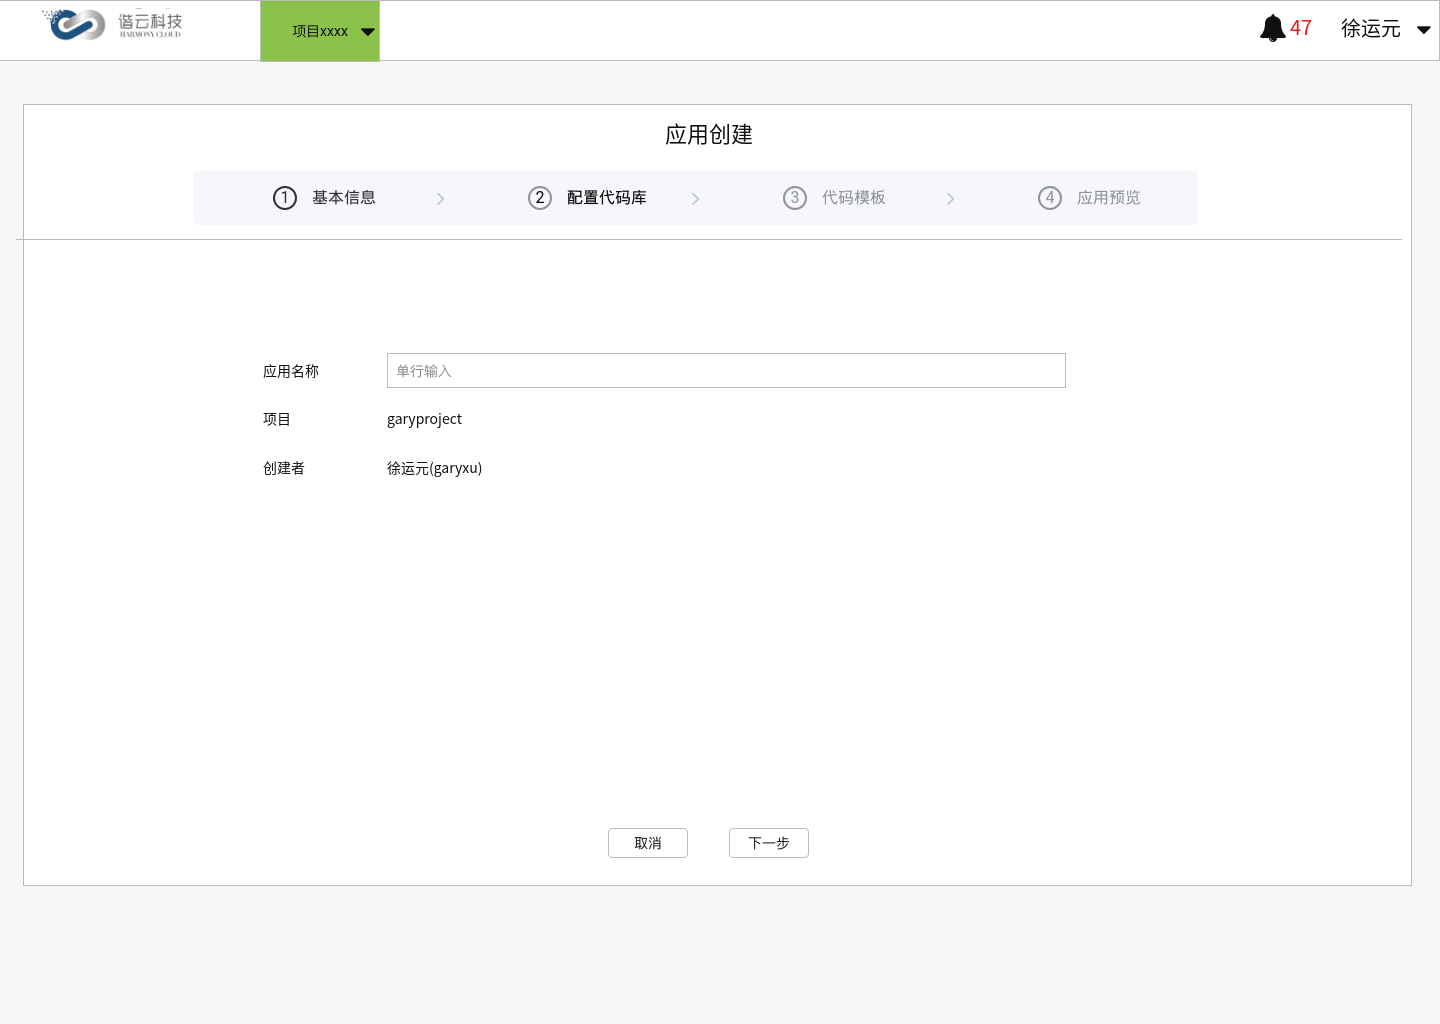 谐云科技
HARMONY CLOUD
项目xxxx
47
徐运元
应用创建
1 基本信息
2 配置代码库
3 代码模板
4 应用预览
应用名称 单行输入
项目 garyproject
创建者 徐运元(garyxu)
取消 下一步